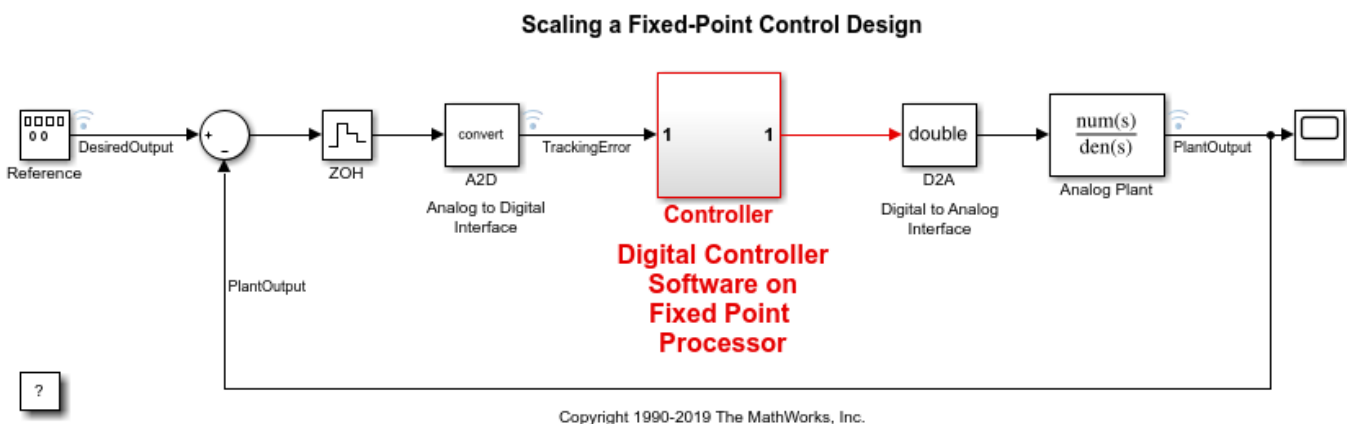 Scaling a Fixed-Point Control Design
DesiredOutput
Reference
+
-
ZOH
convert
A2D
Analog to Digital
Interface
TrackingError
1
1
Controller
Digital Controller
Software on
Fixed Point
Processor
double
D2A
Digital to Analog
Interface
num(s)
den(s)
Analog Plant
PlantOutput
PlantOutput
?
Copyright 1990-2019 The MathWorks, Inc.